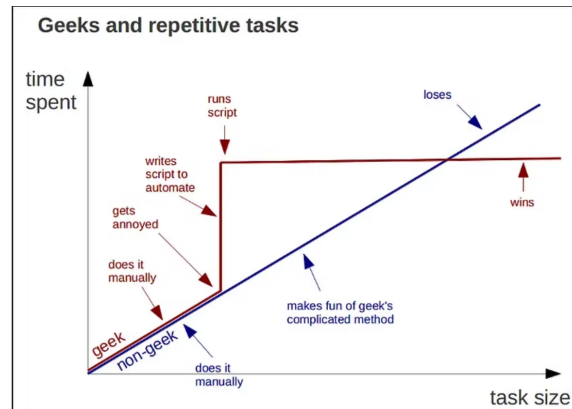 Geeks and repetitive tasks
time
spent
runs
script
loses
writes
script to
automate
gets
annoyed
wins
does it
manually
makes fun of geek's
complicated method
geek
non-geek
does it
manually
task size